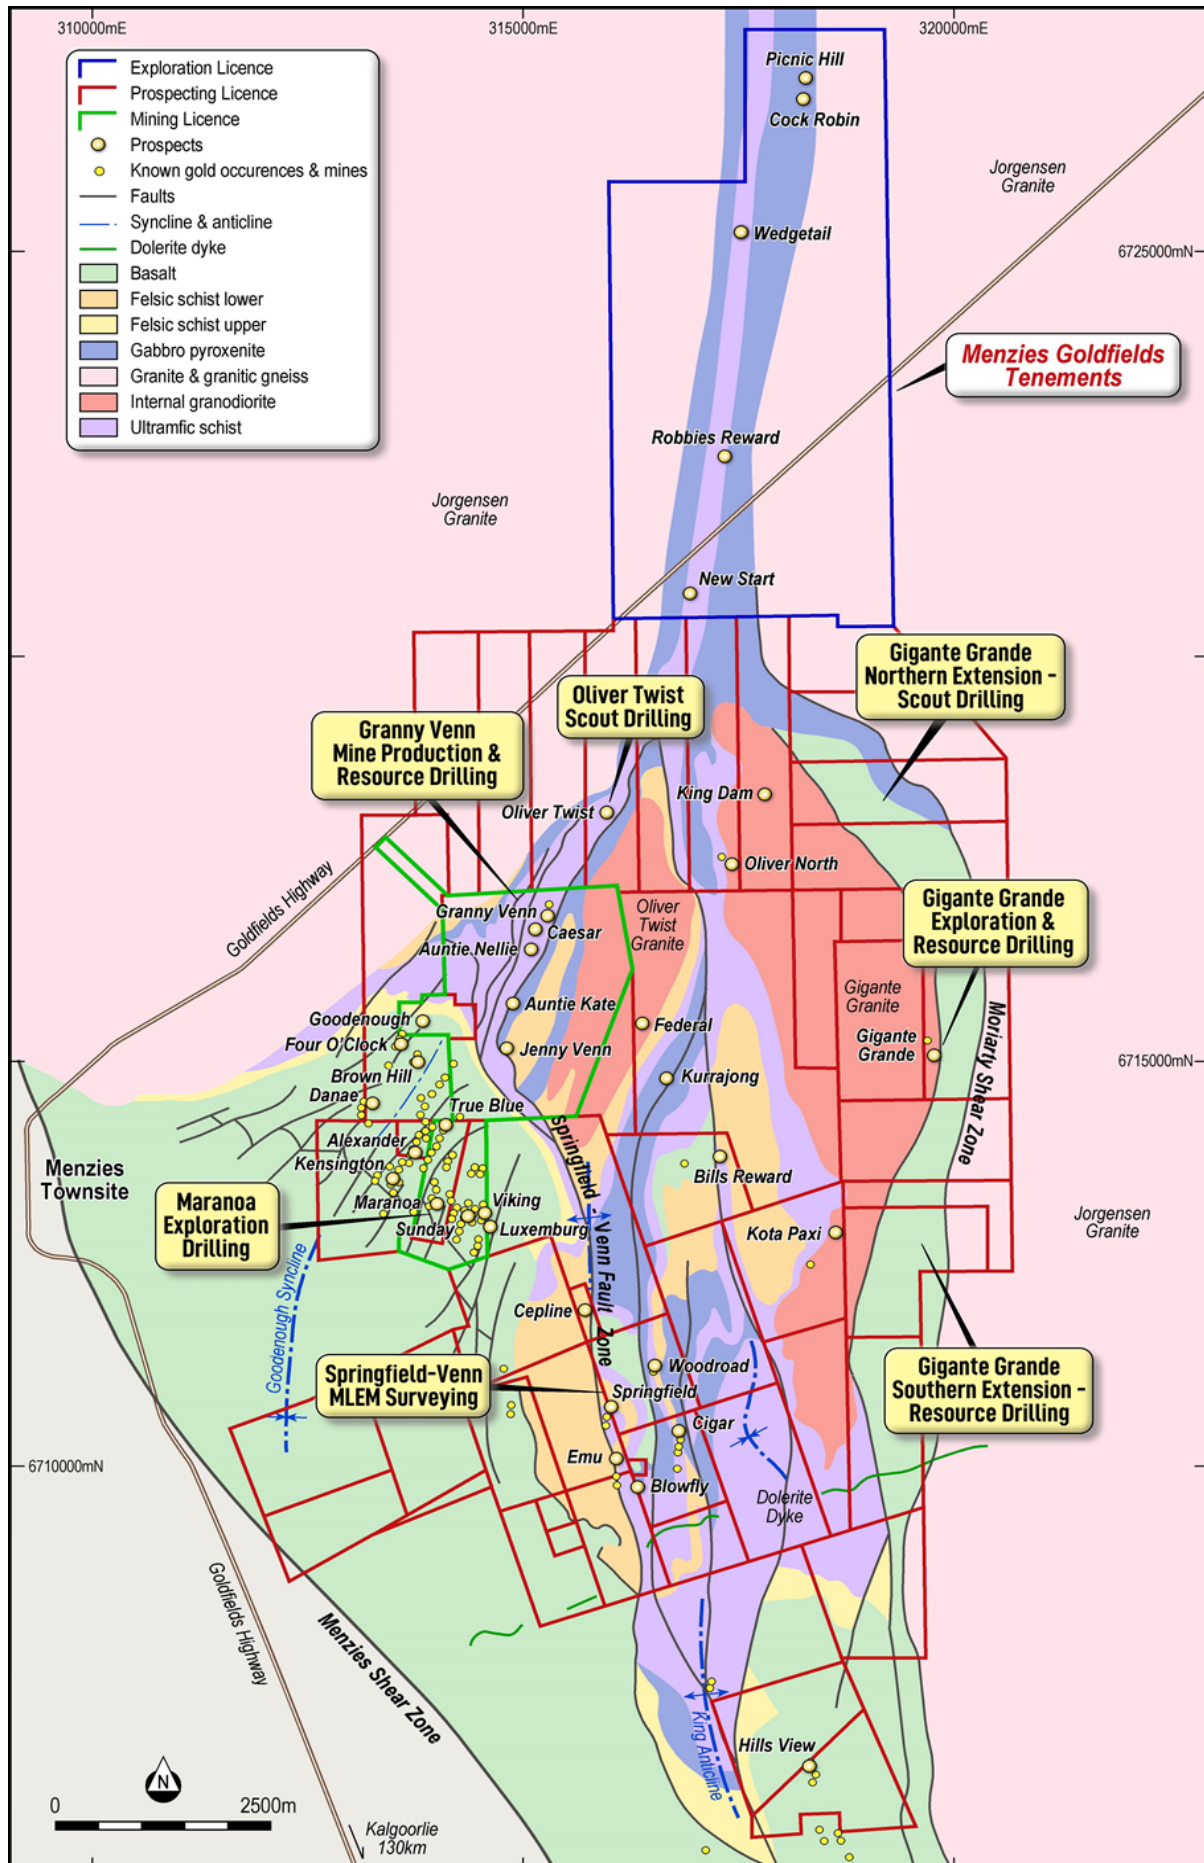 310000mE
315000mE
320000mE
Exploration Licence
Prospecting Licence
Mining Licence
Prospects
Known gold occurences & mines
Faults
Syncline & anticline
Dolerite dyke
Basalt
Felsic schist lower
Felsic schist upper
Gabbro pyroxenite
Granite & granitic gneiss
Internal granodiorite
Ultramfic schist
Picnic Hill
Cock Robin
Jorgensen
Granite
Wedgetail
6725000mN
Menzies Goldfields
Tenements
Robbies Reward
Jorgensen
Granite
New Start
Gigante Grande
Northern Extension -
Scout Drilling
Oliver Twist
Scout Drilling
Granny Venn
Mine Production &
Resource Drilling
King Dam
Oliver Twist
Oliver North
Goldfields Highway
Gigante Grande
Exploration &
Resource Drilling
Granny Venn
Caesar
Auntie Nellie
Oliver
Twist
Granite
Gigante
Granite
Auntie Kate
Goodenough
Four O'Clock
Federal
Gigante
Grande
Moriarty Shear Zone
Jenny Venn
Brown Hill
Kurrajong
6715000mN
Danae
True Blue
Alexander
Kensington
Springfield - Venn Fault Zone
Bills Reward
Menzies
Townsite
Maranoa
Exploration
Drilling
Maranoa
Viking
Sunday
Luxemburg
Kota Paxi
Jorgensen
Granite
Goodenough Syncline
Cepline
Springfield-Venn
MLEM Surveying
Woodroad
Springfield
Gigante Grande
Southern Extension -
Resource Drilling
Cigar
Emu
Blowfly
6710000mN
Dolerite
Dyke
Goldfields Highway
Menzies Shear Zone
King Anticline
Hills View
N
0
2500m
Kalgoorlie
130km